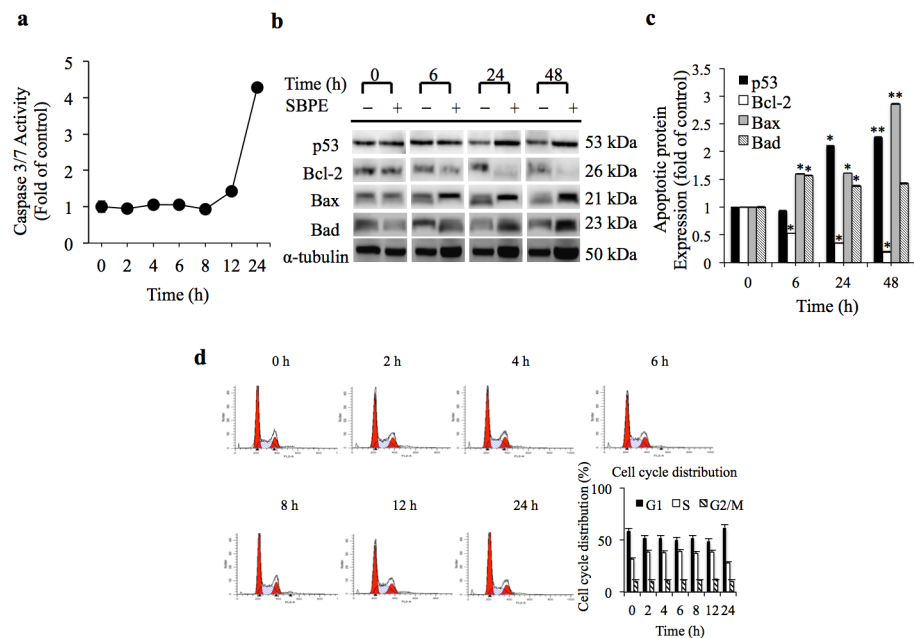 a
Caspase 3/7 Activity
(Fold of control)
5
4
3
2
1
0
0 2 4 6 8 12 24
Time (h)
b
Time (h) 0 6 24 48
SBPE − + − + − + − +
p53 53 kDa
Bcl-2 26 kDa
Bax 21 kDa
Bad 23 kDa
α-tubulin 50 kDa
c
Apoptotic protein
Expression (fold of control)
3.5
3
2.5
2
1.5
1
0.5
0
p53
Bcl-2
Bax
Bad
* * * * * * * ** * **
0 6 24 48
Time (h)
d
0 h 2 h 4 h 6 h
8 h 12 h 24 h
Cell cycle distribution
Cell cycle distribution (%)
100
50
0
G1 S G2/M
0 2 4 6 8 12 24
Time (h)